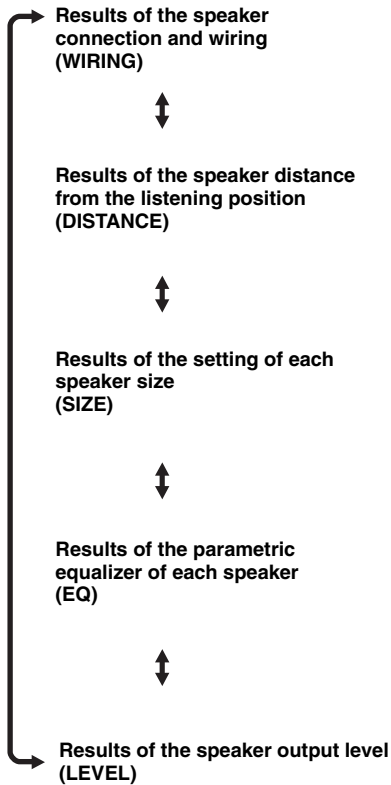 Results of the speaker
connection and wiring
(WIRING)
Results of the speaker distance
from the listening position
(DISTANCE)
Results of the setting of each
speaker size
(SIZE)
Results of the parametric
equalizer of each speaker
(EQ)
Results of the speaker output level
(LEVEL)